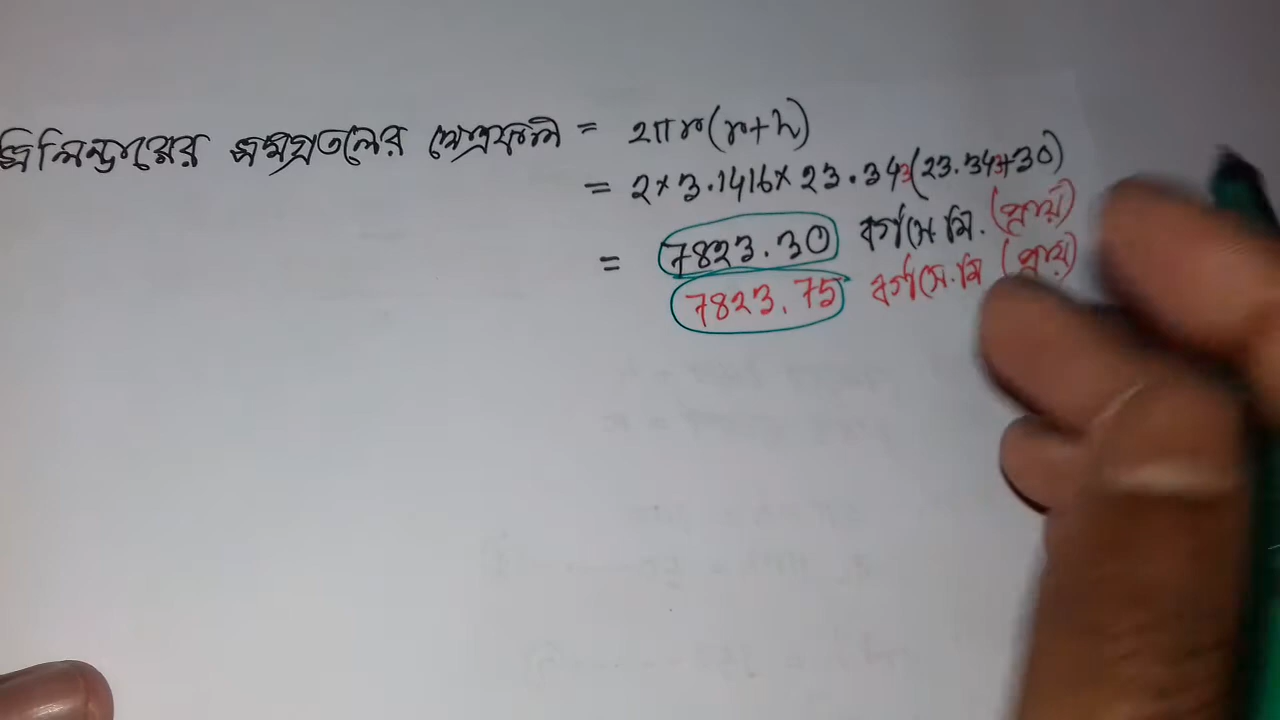 সিলিন্ডারের সমগ্রতলের ক্ষেত্রফল = 2πr(r+h)
= 2×3.1416×23.343(23.343+30)
= 7823.30 বর্গসে.মি. (প্রায়)
7823.75 বর্গসে.মি (প্রায়)